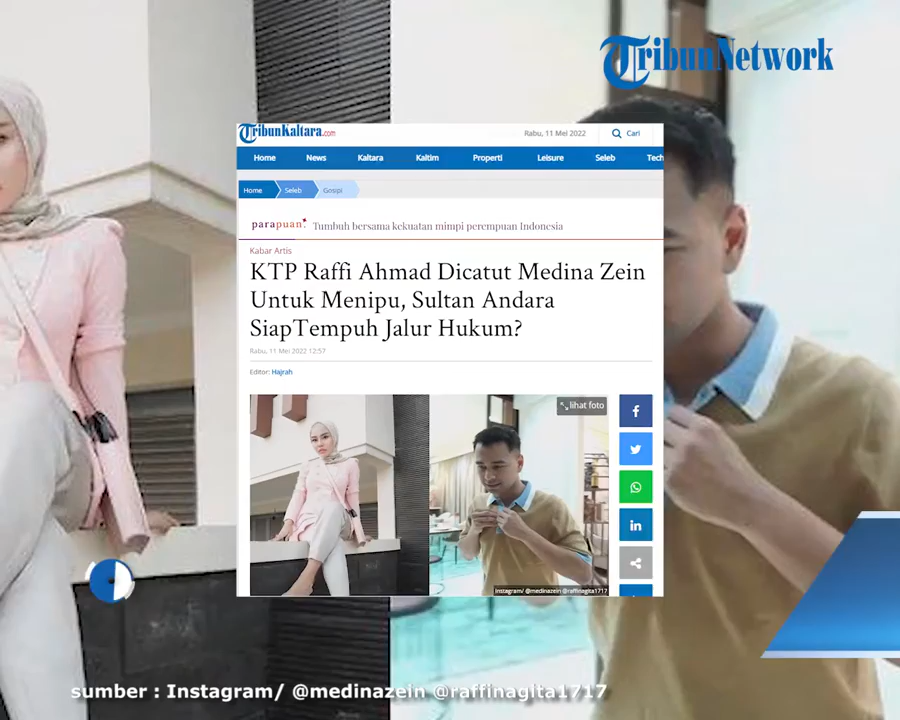 TribunNetwork
TribunKaltara.com
Rabu, 11 Mei 2022
Cari
Home News Kaltara Kaltim Properti Leisure Seleb Tech
Home Seleb Gosipi
parapuan. Tumbuh bersama kekuatan mimpi perempuan Indonesia
Kabar Artis
KTP Raffi Ahmad Dicatut Medina Zein
Untuk Menipu, Sultan Andara
SiapTempuh Jalur Hukum?
Rabu, 11 Mei 2022 12:57
Editor: Hajrah
lihat foto
Instagram/ @medinazein @raffinagita1717
sumber : Instagram/ @medinazein @raffinagita1717